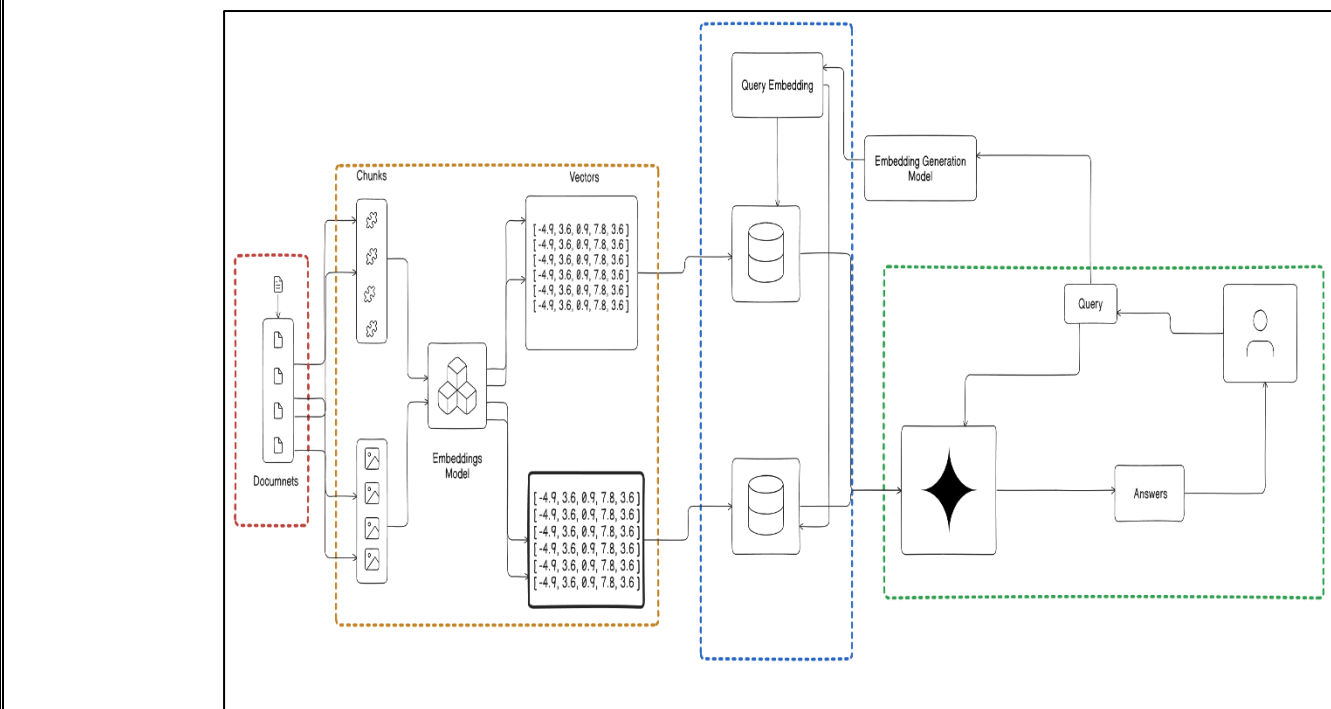 Query Embedding
Embedding Generation
Model
Chunks
Vectors
[ -4.9, 3.6, 0.9, 7.8, 3.6 ]
[ -4.9, 3.6, 0.9, 7.8, 3.6 ]
[ -4.9, 3.6, 0.9, 7.8, 3.6 ]
[ -4.9, 3.6, 0.9, 7.8, 3.6 ]
[ -4.9, 3.6, 0.9, 7.8, 3.6 ]
[ -4.9, 3.6, 0.9, 7.8, 3.6 ]
Query
Embeddings
Model
Documnets
[ -4.9, 3.6, 0.9, 7.8, 3.6 ]
[ -4.9, 3.6, 0.9, 7.8, 3.6 ]
[ -4.9, 3.6, 0.9, 7.8, 3.6 ]
[ -4.9, 3.6, 0.9, 7.8, 3.6 ]
[ -4.9, 3.6, 0.9, 7.8, 3.6 ]
[ -4.9, 3.6, 0.9, 7.8, 3.6 ]
Answers